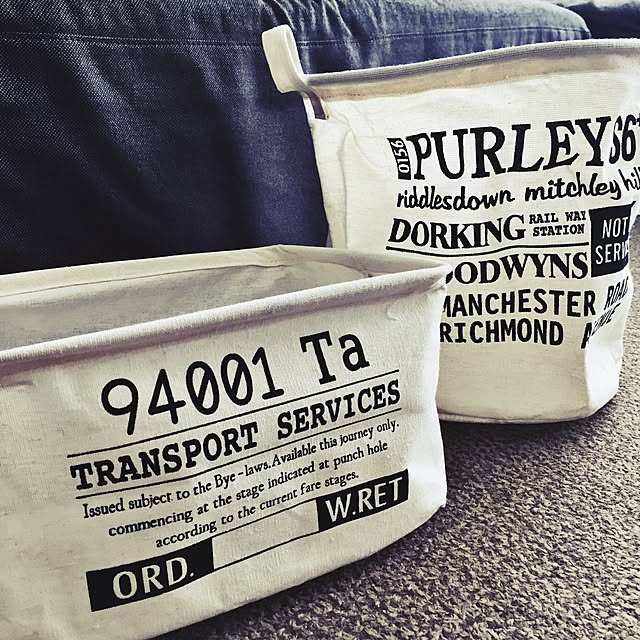 94001 Ta
TRANSPORT SERVICES
Issued subject to the Bye-laws. Available this journey only.
commencing at the stage indicated at punch hole
according to the current fare stages.
W.RET
ORD.
0156
PURLEY
riddlesdown mitchley
DORKING
RAIL WAY
STATION
NOT
MANCHESTER ROAD
RICHMOND